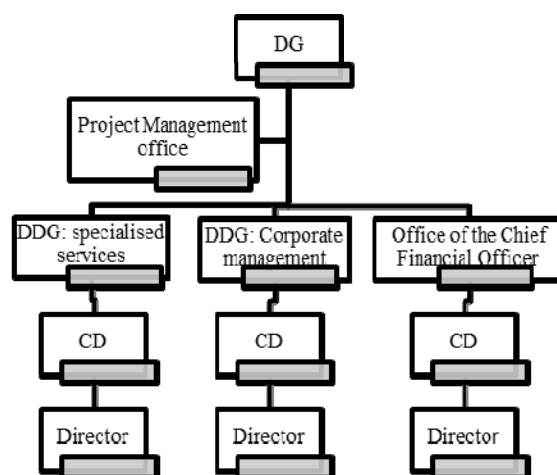 DG
Project Management
office
DDG: specialised
services
DDG: Corporate
management
Office of the Chief
Financial Officer
CD
CD
CD
Director
Director
Director